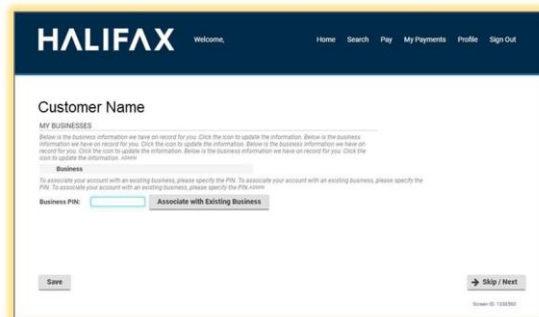 HALIFAX
Welcome,
Home Search Pay My Payments Profile Sign Out
Customer Name
MY BUSINESSES
Below is the business information we have on record for you. Click the icon to update the information. Below is the business
information we have on record for you. Click the icon to update the information. Below is the business information we have on
record for you. Click the icon to update the information. Below is the business information we have on record for you. Click the
icon to update the information.
Business
To associate your account with an existing business, please specify the PIN. To associate your account with an existing business, please specify the
PIN. To associate your account with an existing business, please specify the PIN.
Business PIN: Associate with Existing Business
Save
→ Skip / Next
Screen ID: 1330560